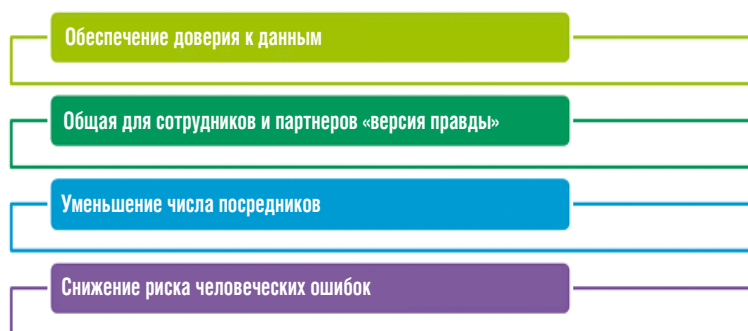 Обеспечение доверия к данным
Общая для сотрудников и партнеров «версия правды»
Уменьшение числа посредников
Снижение риска человеческих ошибок